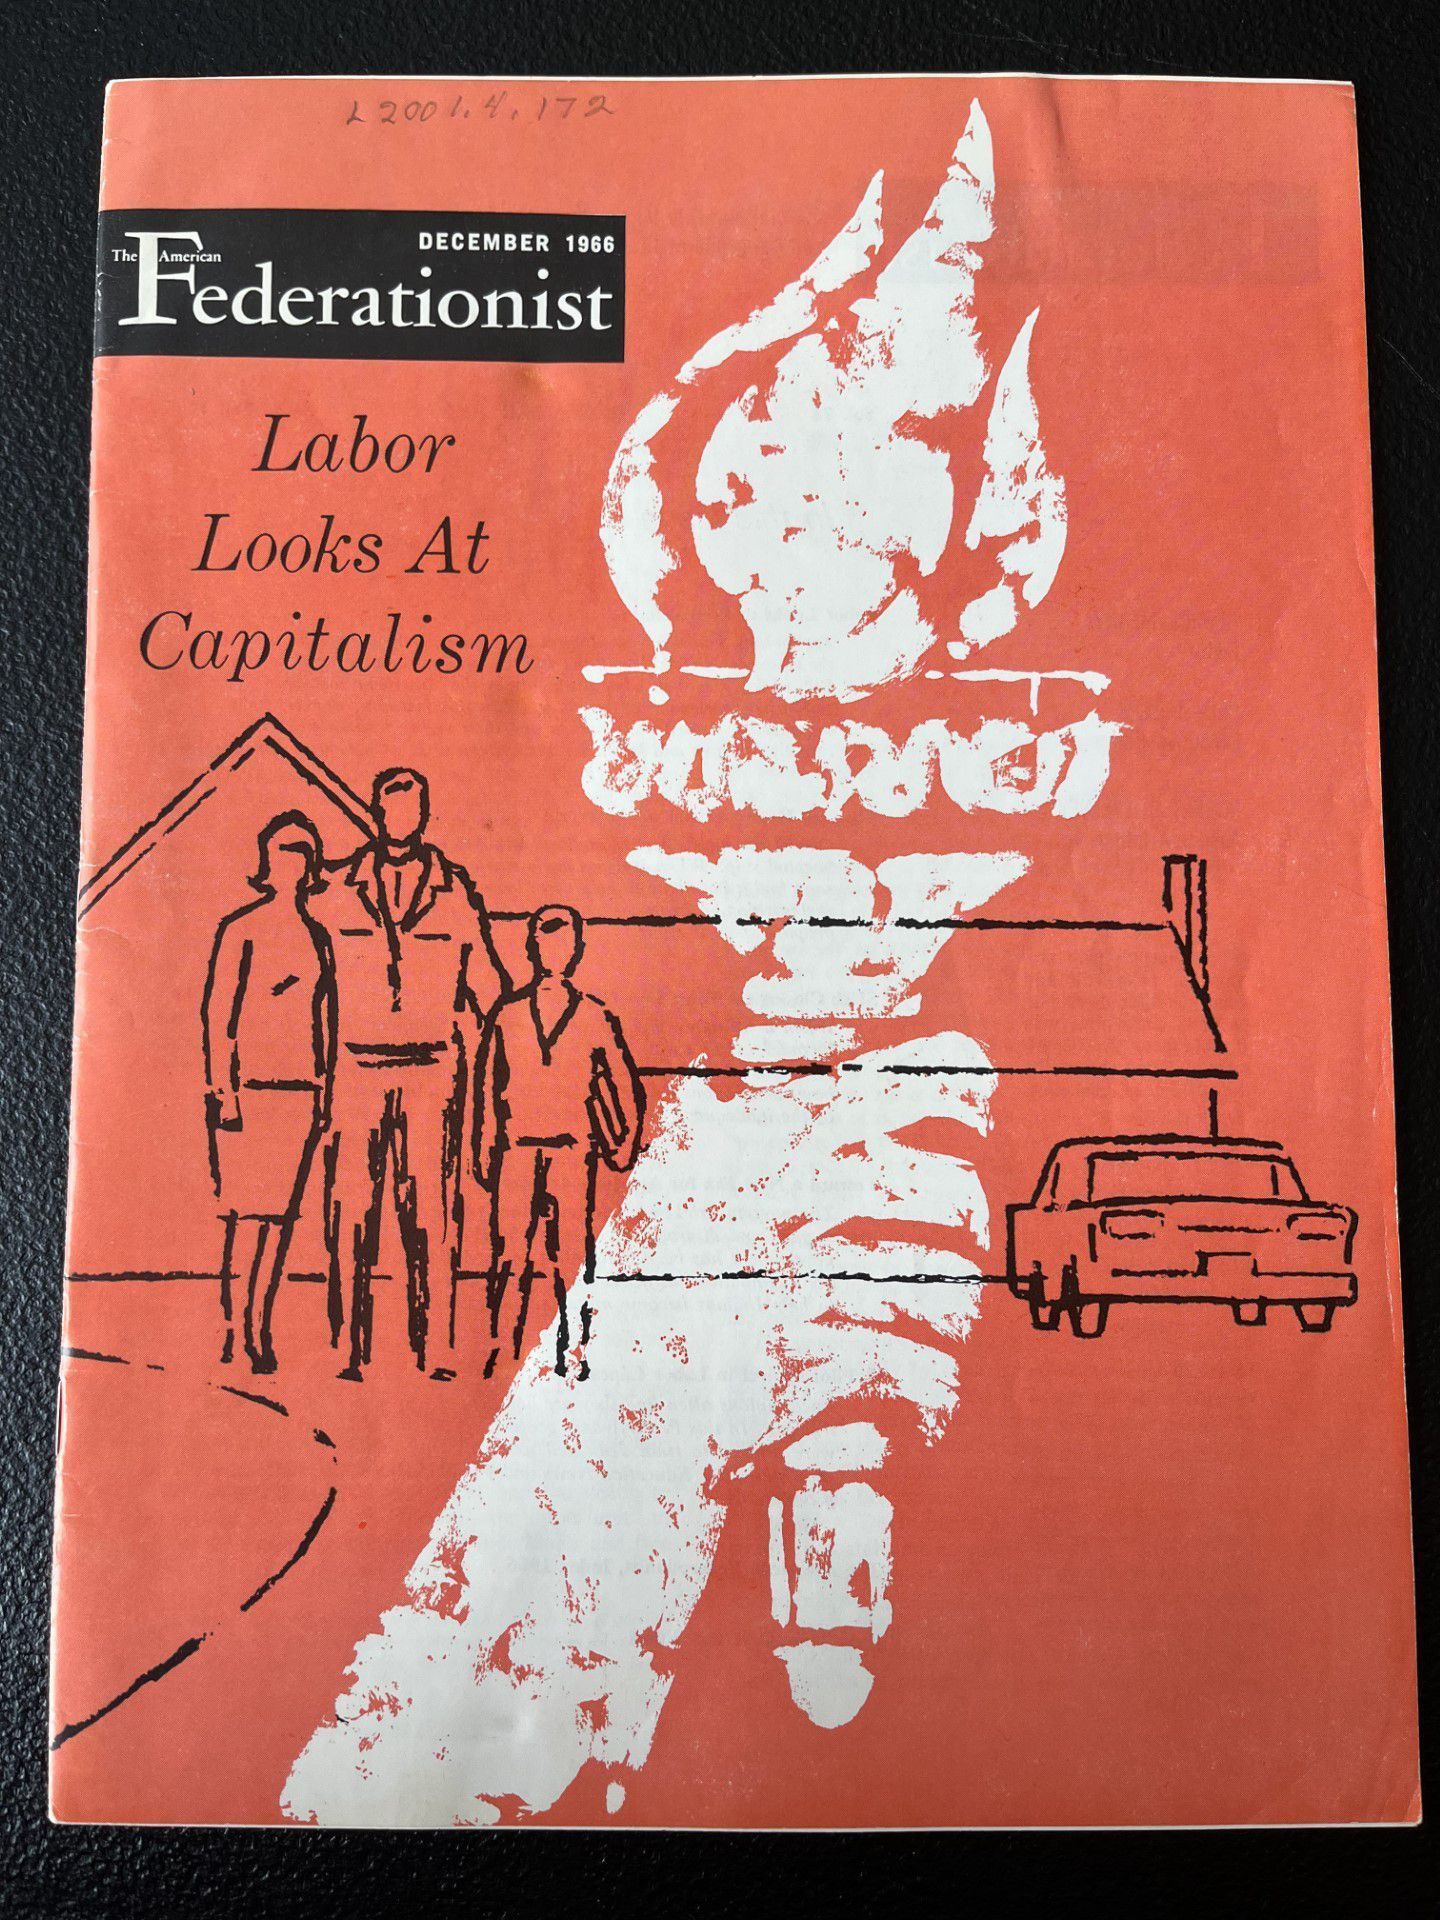 L2001.4.172
DECEMBER 1966
The American
Federationist
Labor
Looks At
Capitalism